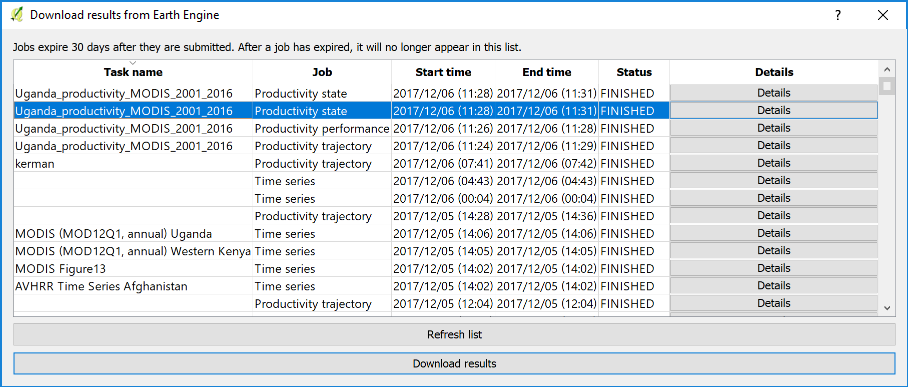 Download results from Earth Engine
Jobs expire 30 days after they are submitted. After a job has expired, it will no longer appear in this list.
Task name Job Start time End time Status Details
Uganda_productivity_MODIS_2001_2016 Productivity state 2017/12/06 (11:28) 2017/12/06 (11:31) FINISHED Details
Uganda_productivity_MODIS_2001_2016 Productivity state 2017/12/06 (11:28) 2017/12/06 (11:31) FINISHED Details
Uganda_productivity_MODIS_2001_2016 Productivity performance 2017/12/06 (11:26) 2017/12/06 (11:28) FINISHED Details
Uganda_productivity_MODIS_2001_2016 Productivity trajectory 2017/12/06 (11:24) 2017/12/06 (11:29) FINISHED Details
kerman Productivity trajectory 2017/12/06 (07:41) 2017/12/06 (07:42) FINISHED Details
Time series 2017/12/06 (04:43) 2017/12/06 (04:43) FINISHED Details
Time series 2017/12/06 (00:04) 2017/12/06 (00:04) FINISHED Details
Productivity trajectory 2017/12/05 (14:28) 2017/12/05 (14:36) FINISHED Details
MODIS (MOD12Q1, annual) Uganda Time series 2017/12/05 (14:06) 2017/12/05 (14:06) FINISHED Details
MODIS (MOD12Q1, annual) Western Kenya Time series 2017/12/05 (14:05) 2017/12/05 (14:05) FINISHED Details
MODIS Figure13 Time series 2017/12/05 (14:02) 2017/12/05 (14:02) FINISHED Details
AVHRR Time Series Afghanistan Time series 2017/12/05 (14:02) 2017/12/05 (14:02) FINISHED Details
Productivity trajectory 2017/12/05 (12:04) 2017/12/05 (12:04) FINISHED Details
Refresh list
Download results